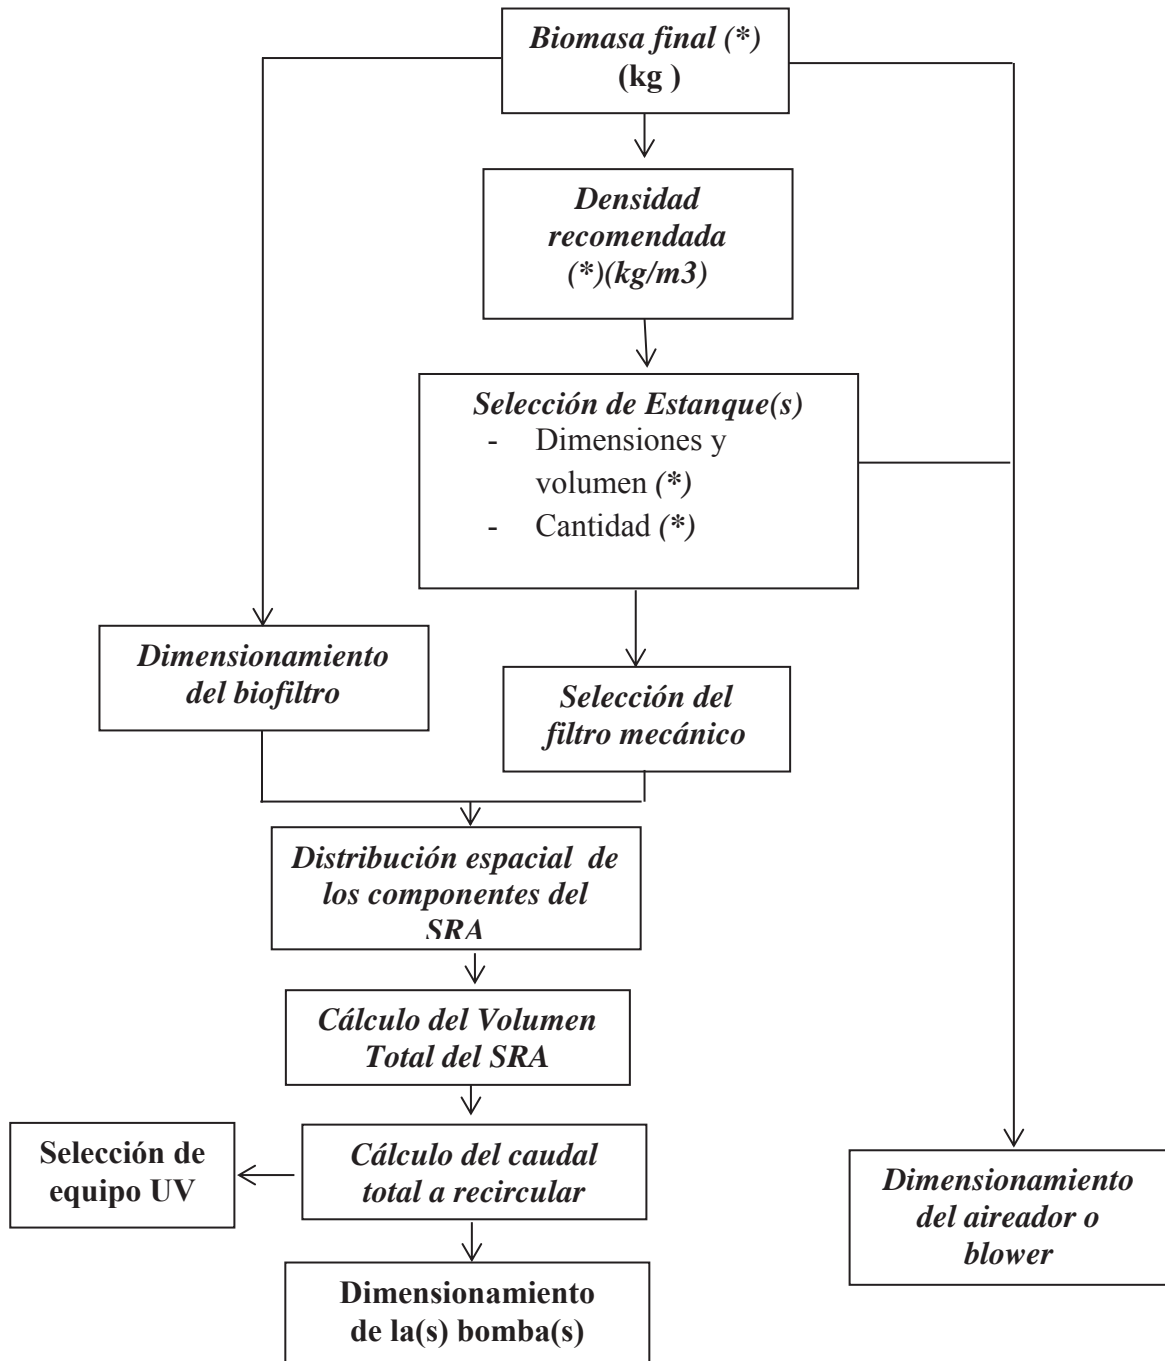 Biomasa final (*)
(kg )
Densidad
recomendada
(*)(kg/m3)
Selección de Estanque(s)
- Dimensiones y
volumen (*)
- Cantidad (*)
Dimensionamiento
del biofiltro
Selección del
filtro mecánico
Distribución espacial de
los componentes del
SRA
Cálculo del Volumen
Total del SRA
Selección de
equipo UV
Cálculo del caudal
total a recircular
Dimensionamiento
del aireador o
blower
Dimensionamiento
de la(s) bomba(s)